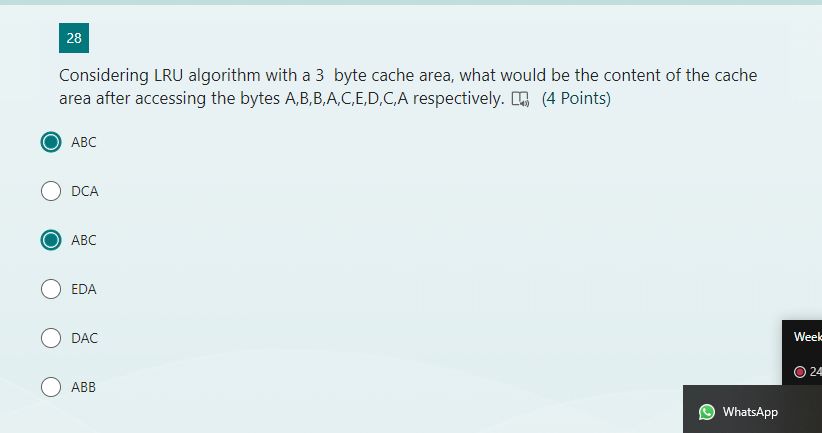 28
Considering LRU algorithm with a 3 byte cache area, what would be the content of the cache
area after accessing the bytes A,B,B,A,C,E,D,C,A respectively. (4 Points)
ABC
DCA
ABC
EDA
DAC
ABB
Week
24
WhatsApp